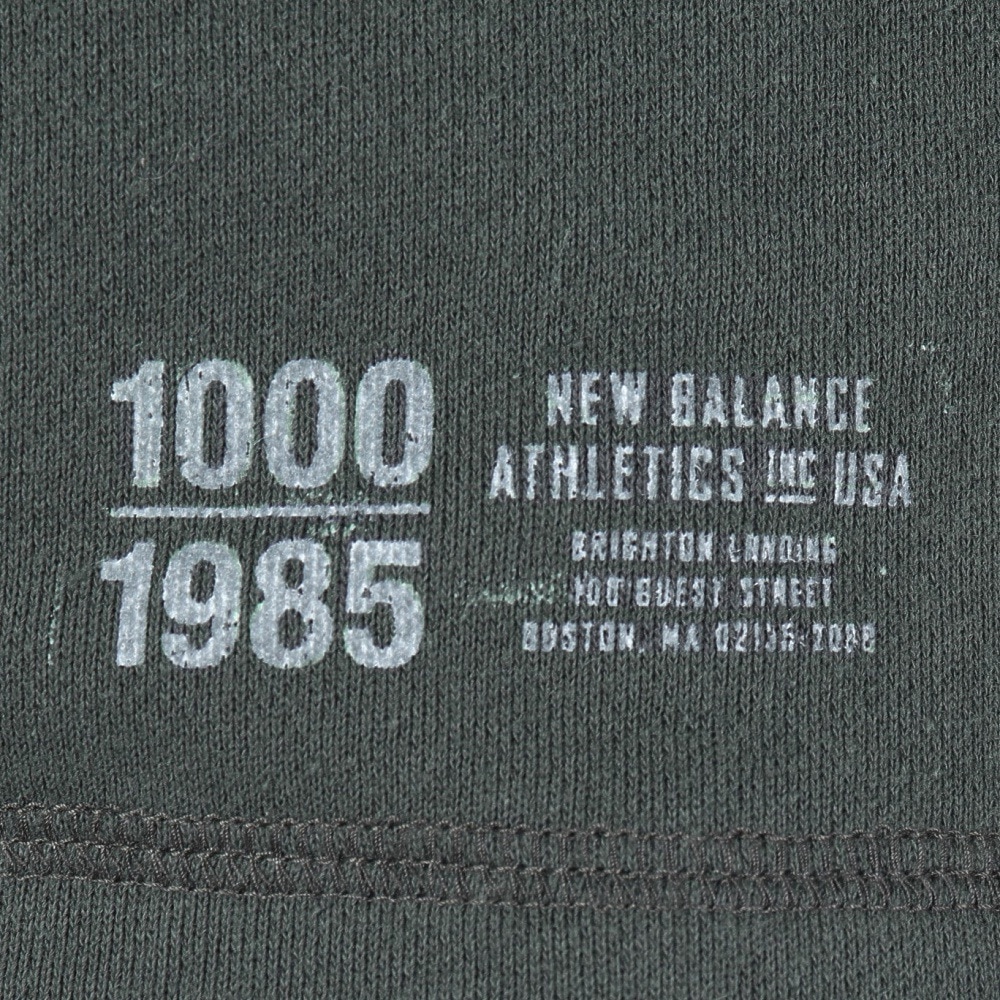 1000
1985
NEW BALANCE
ATHLETICS INC USA
BRIGHTON LANDING
100 GUEST STREET
BOSTON, MA 02135-2088